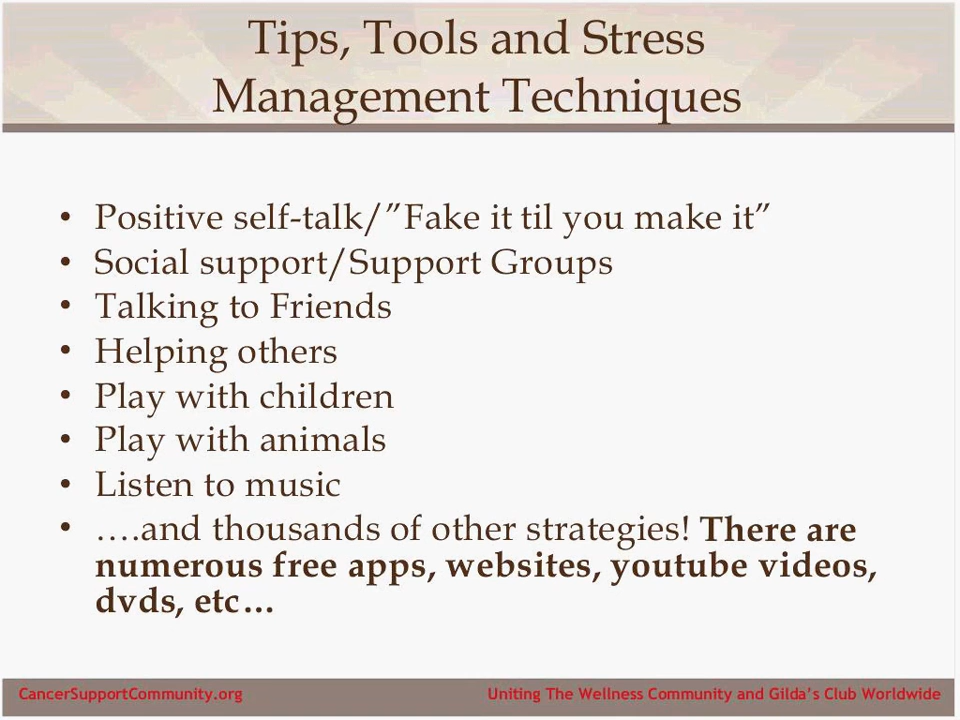 Tips, Tools and Stress
Management Techniques
• Positive self-talk/”Fake it til you make it”
• Social support/Support Groups
• Talking to Friends
• Helping others
• Play with children
• Play with animals
• Listen to music
• ….and thousands of other strategies! There are
numerous free apps, websites, youtube videos,
dvds, etc…
CancerSupportCommunity.org Uniting The Wellness Community and Gilda’s Club Worldwide